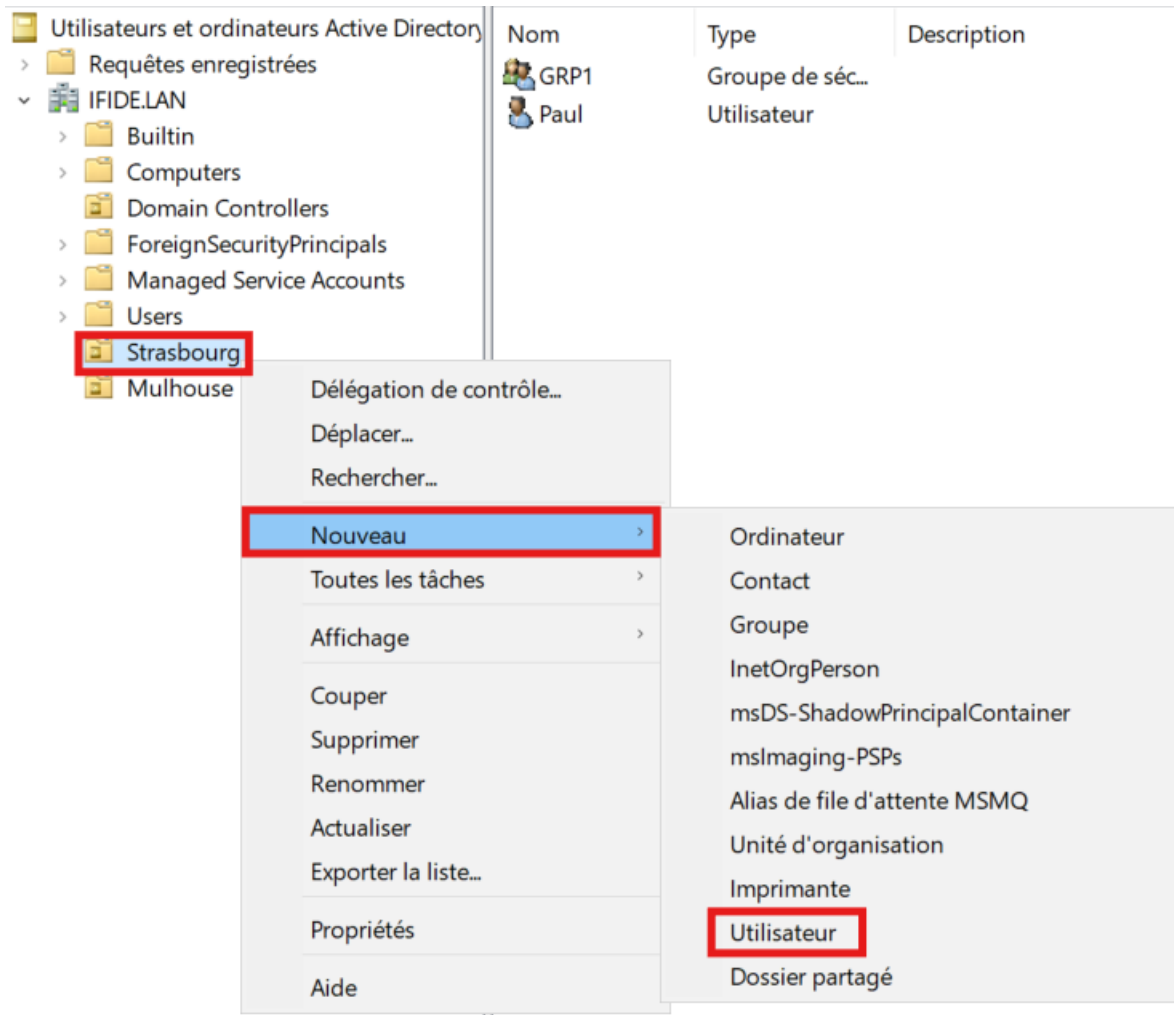 Utilisateurs et ordinateurs Active Directory
Requêtes enregistrées
IFIDE.LAN
Builtin
Computers
Domain Controllers
ForeignSecurityPrincipals
Managed Service Accounts
Users
Strasbourg
Mulhouse
Nom Type Description
GRP1 Groupe de séc...
Paul Utilisateur
Délégation de contrôle...
Déplacer...
Rechercher...
Nouveau
Toutes les tâches
Affichage
Couper
Supprimer
Renommer
Actualiser
Exporter la liste...
Propriétés
Aide
Ordinateur
Contact
Groupe
InetOrgPerson
msDS-ShadowPrincipalContainer
msImaging-PSPs
Alias de file d'attente MSMQ
Unité d'organisation
Imprimante
Utilisateur
Dossier partagé